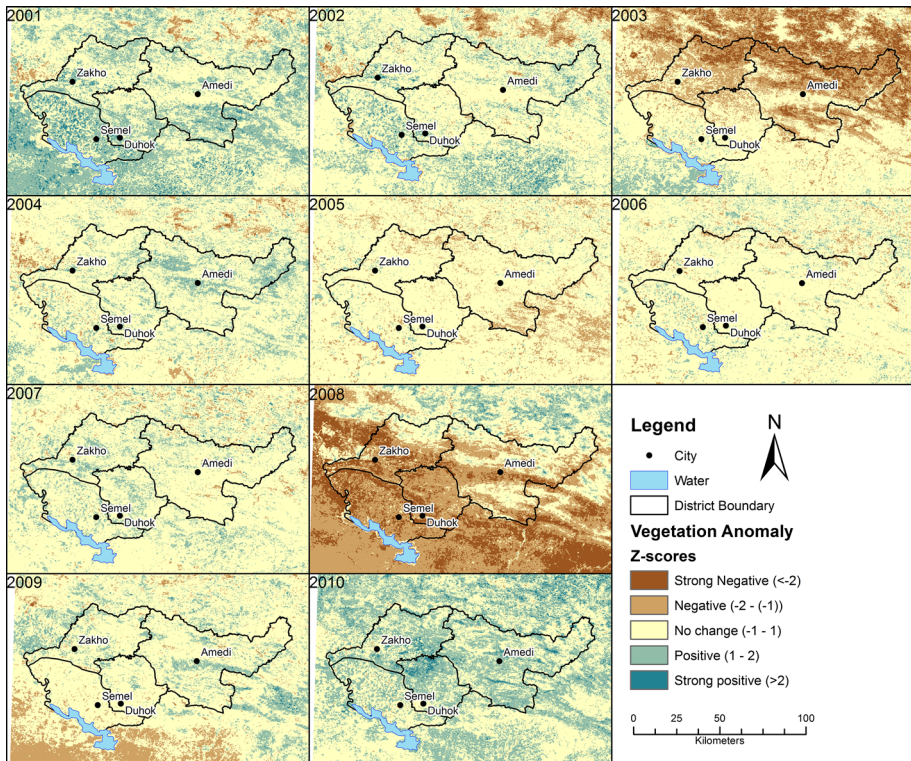 2001
Zakho
Amedi
Semel
Duhok
2002
Zakho
Amedi
Semel
Duhok
2003
Zakho
Amedi
Semel
Duhok
2004
Zakho
Amedi
Semel
Duhok
2005
Zakho
Amedi
Semel
Duhok
2006
Zakho
Amedi
Semel
Duhok
2007
Zakho
Amedi
Semel
Duhok
2008
Zakho
Amedi
Semel
Duhok
2009
Zakho
Amedi
Semel
Duhok
2010
Zakho
Amedi
Semel
Duhok
Legend
N
City
Water
District Boundary
Vegetation Anomaly
Z-scores
Strong Negative (<-2)
Negative (-2 - (-1))
No change (-1 - 1)
Positive (1 - 2)
Strong positive (>2)
0 25 50 100
Kilometers